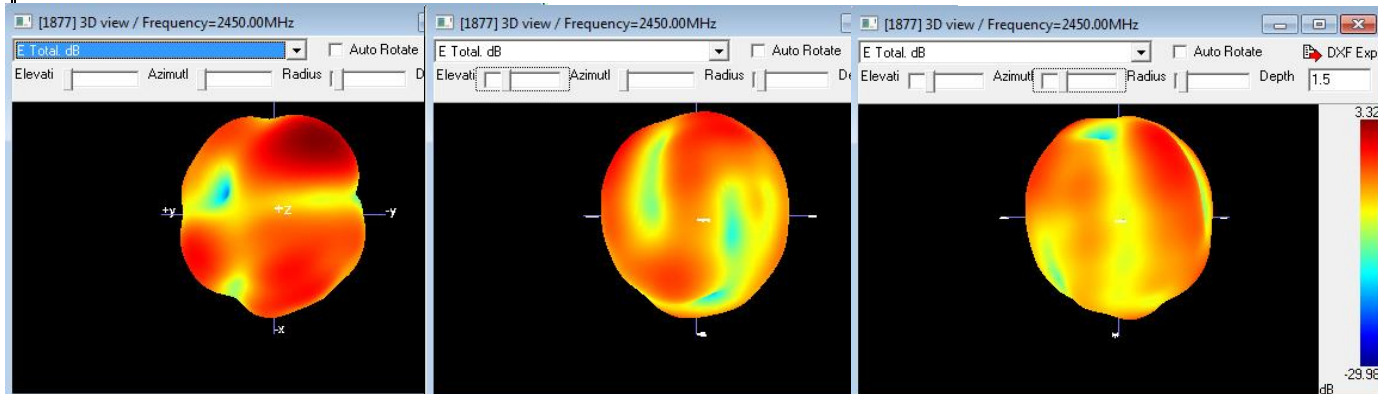 [1877] 3D view / Frequency=2450.00MHz
E Total. dB
Auto Rotate
Elevati
Azimutl
Radius
D
+y
+Z
-y
-x
[1877] 3D view / Frequency=2450.00MHz
E Total. dB
Auto Rotate
Elevati
Azimutl
Radius
De
[1877] 3D view / Frequency=2450.00MHz
E Total. dB
Auto Rotate
DXF Exp
Elevati
Azimutl
Radius
Depth
1.5
3.32
-29.98
dB